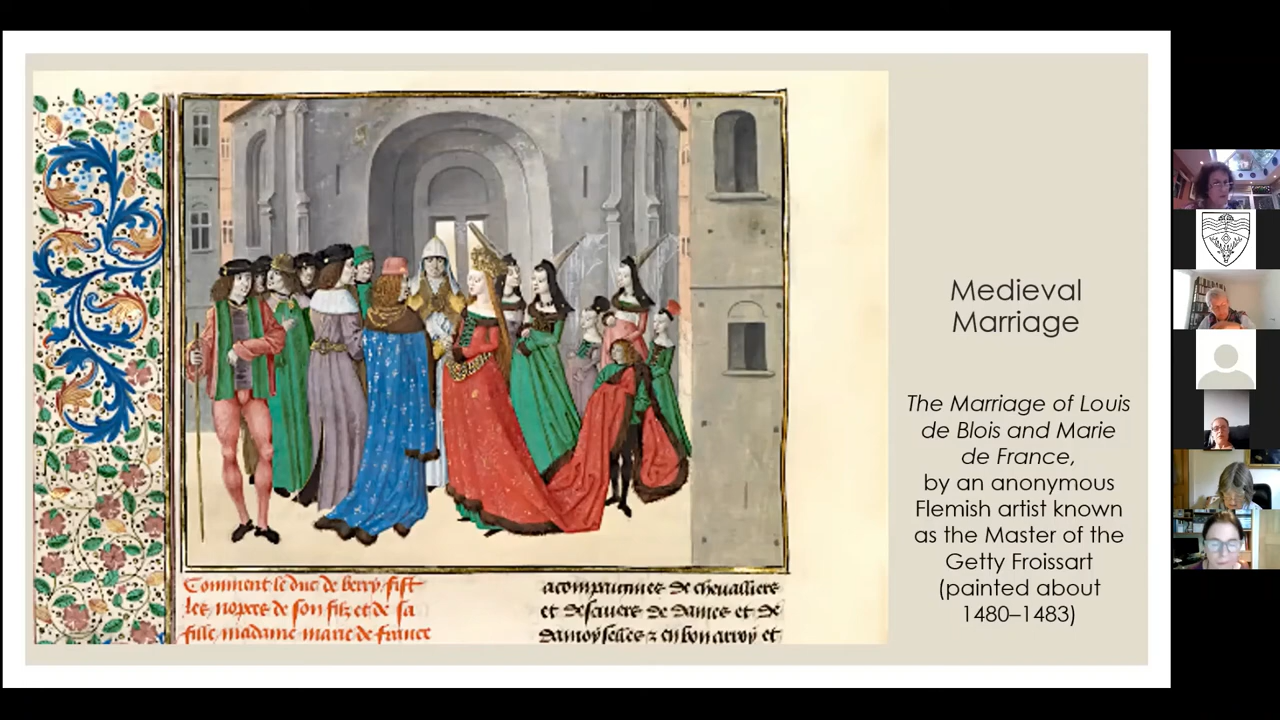 Comment le duc de berry fist
les nopces de son filz et de sa
fille madame marie de france
acompaignies de chevalliers
et de dames et de
damoyselles et en bon arroy et
Medieval
Marriage
The Marriage of Louis
de Blois and Marie
de France,
by an anonymous
Flemish artist known
as the Master of the
Getty Froissart
(painted about
1480–1483)